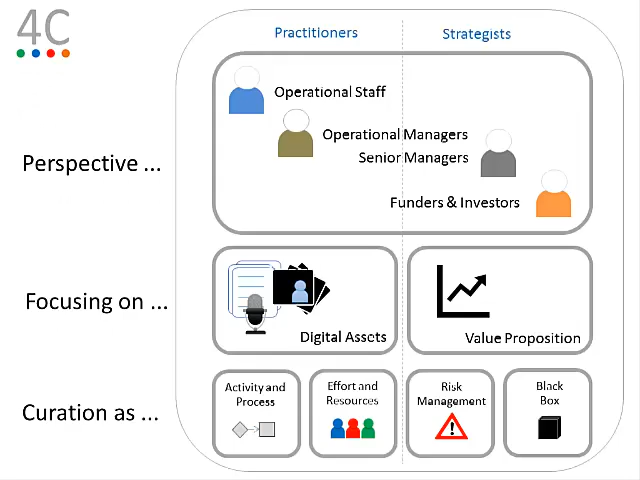 4C
Practitioners
Strategists
Perspective ...
Operational Staff
Operational Managers
Senior Managers
Funders & Investors
Focusing on ...
Digital Assets
Value Proposition
Curation as ...
Activity and
Process
Effort and
Resources
Risk
Management
Black
Box